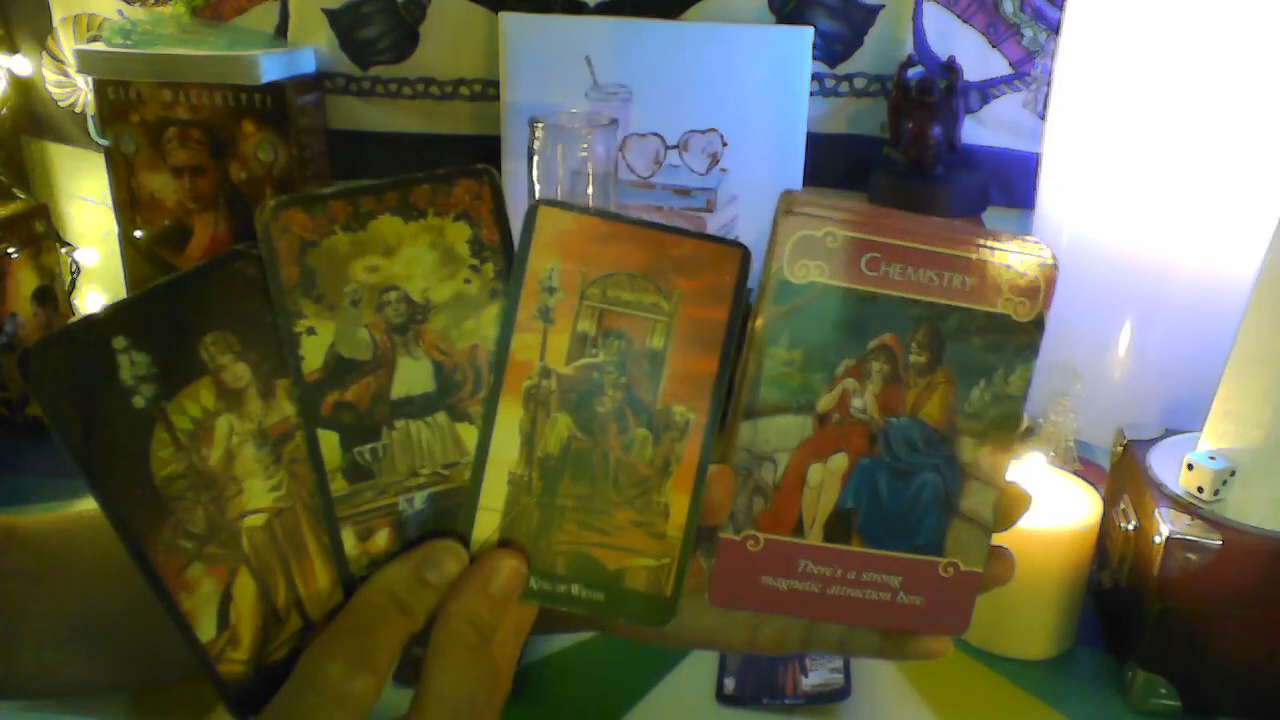 CIRO MARCHETTI
CHEMISTRY
There's a strong
magnetic attraction here.
KING OF WANDS